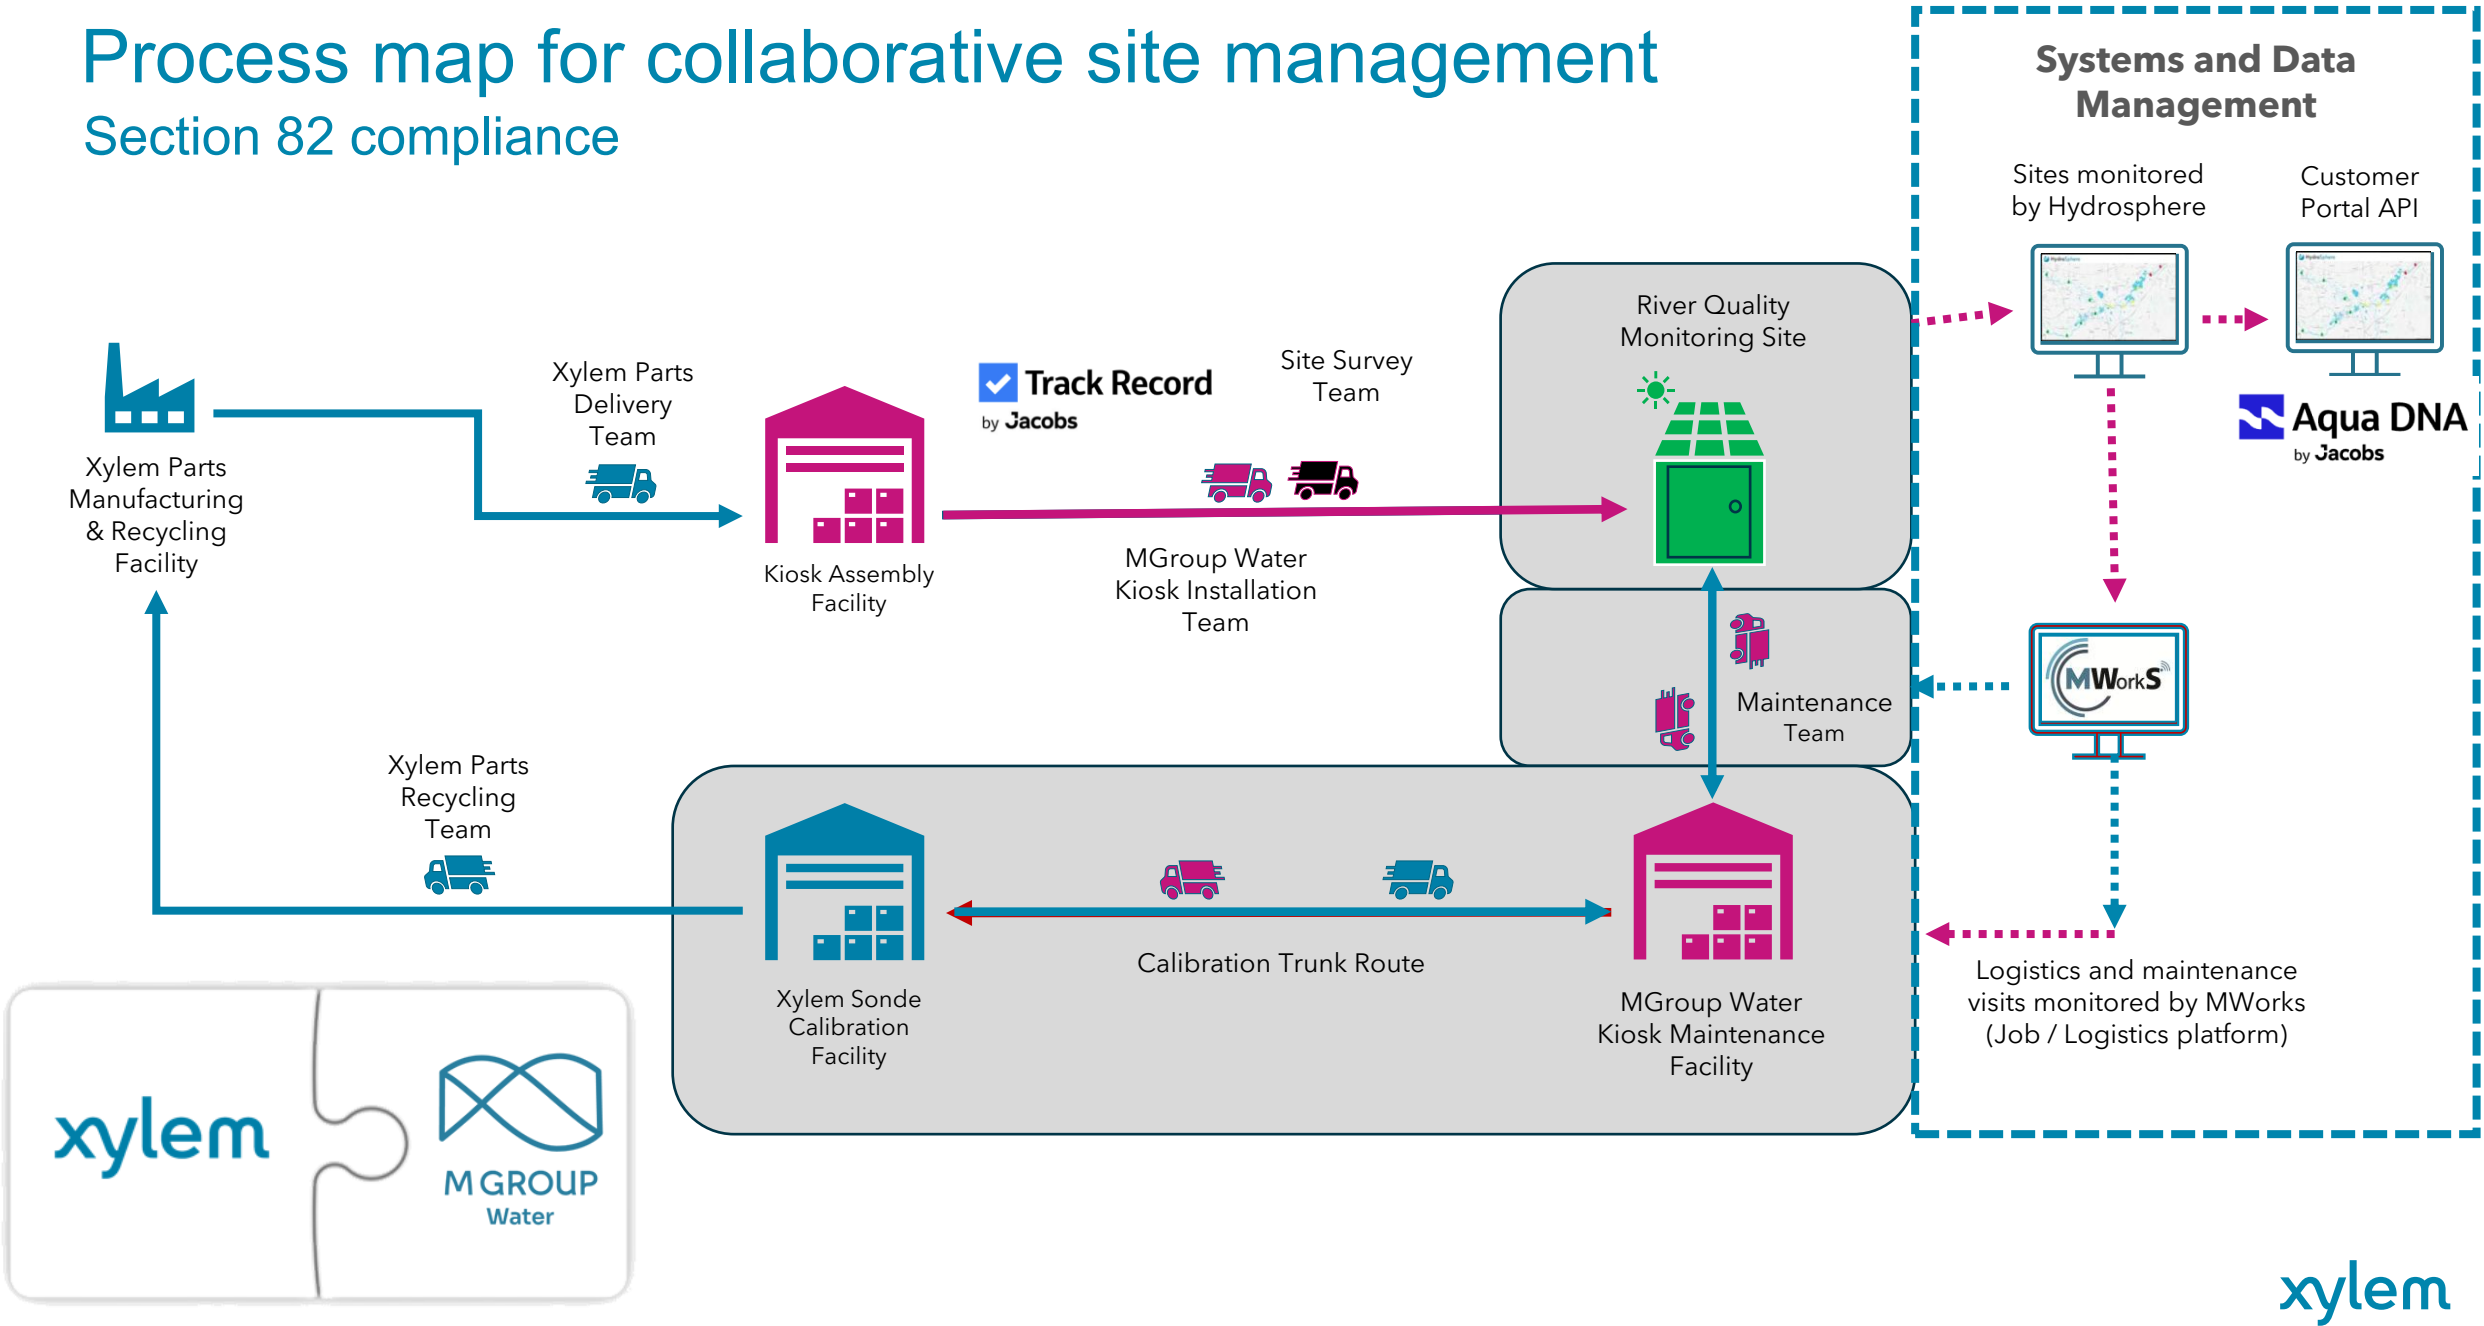 Process map for collaborative site management
Section 82 compliance
Systems and Data
Management
Sites monitored
by Hydrosphere
Customer
Portal API
HydroSphere
HydroSphere
Aqua DNA
by Jacobs
River Quality
Monitoring Site
Site Survey
Team
Track Record
by Jacobs
Xylem Parts
Delivery
Team
Xylem Parts
Manufacturing
& Recycling
Facility
Kiosk Assembly
Facility
MGroup Water
Kiosk Installation
Team
Maintenance
Team
MWorkS
Xylem Parts
Recycling
Team
Calibration Trunk Route
Xylem Sonde
Calibration
Facility
MGroup Water
Kiosk Maintenance
Facility
Logistics and maintenance
visits monitored by MWorks
(Job / Logistics platform)
xylem
M GROUP
Water
xylem